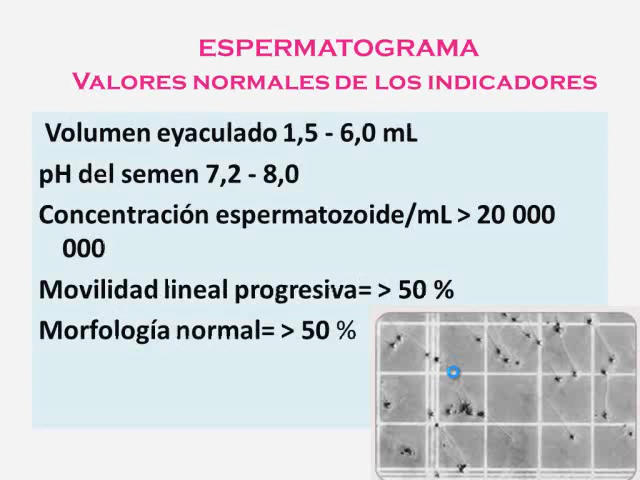 ESPERMATOGRAMA
VALORES NORMALES DE LOS INDICADORES
Volumen eyaculado 1,5 - 6,0 mL
pH del semen 7,2 - 8,0
Concentración espermatozoide/mL > 20 000
000
Movilidad lineal progresiva= > 50 %
Morfología normal= > 50 %